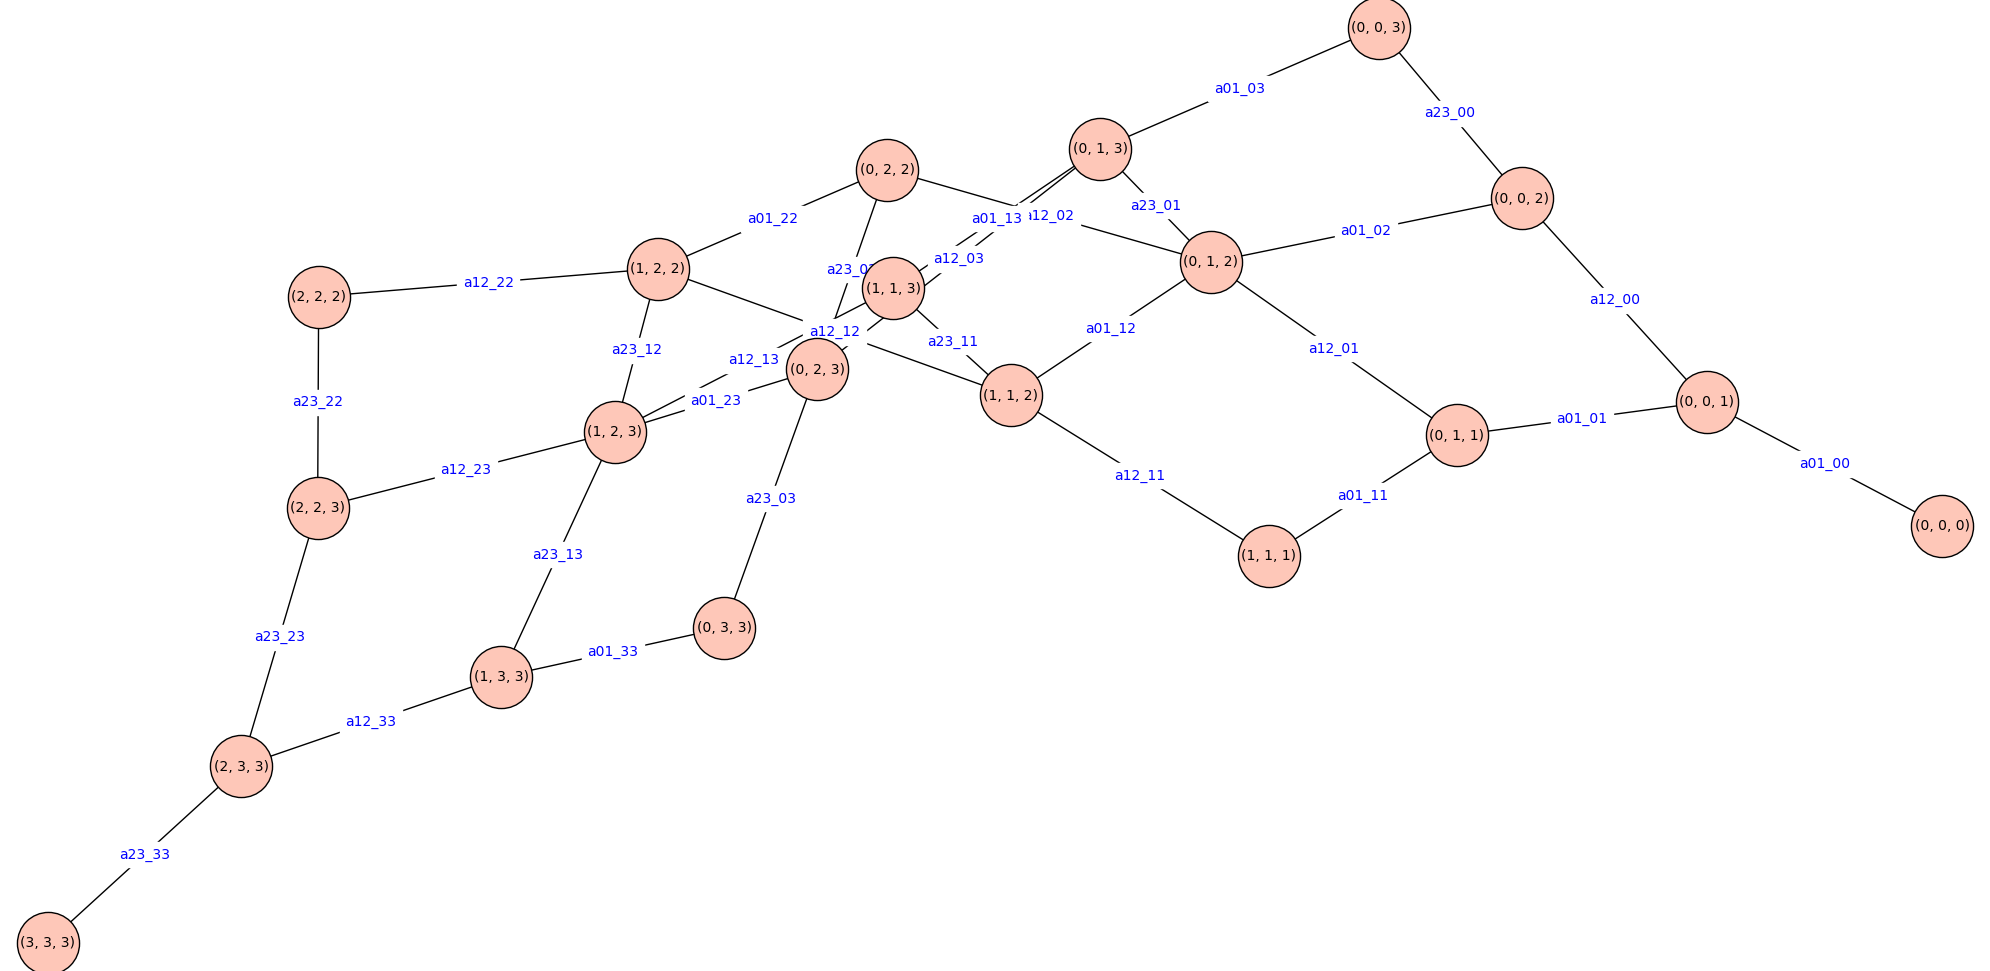 (0, 0, 3)
a01_03
a23_00
(0, 1, 3)
(0, 2, 2)
(0, 0, 2)
a23_01
a01_22
a01_13
a12_02
a01_02
a12_03
(0, 1, 2)
(1, 2, 2)
a23_02
a12_22
(1, 1, 3)
(2, 2, 2)
a12_00
a01_12
a12_12
a23_11
a12_01
a23_12
a12_13
(0, 2, 3)
(1, 1, 2)
a01_23
a23_22
(0, 0, 1)
a01_01
(1, 2, 3)
(0, 1, 1)
a01_00
a12_23
a12_11
a01_11
a23_03
(2, 2, 3)
(0, 0, 0)
a23_13
(1, 1, 1)
(0, 3, 3)
a23_23
a01_33
(1, 3, 3)
a12_33
(2, 3, 3)
a23_33
(3, 3, 3)